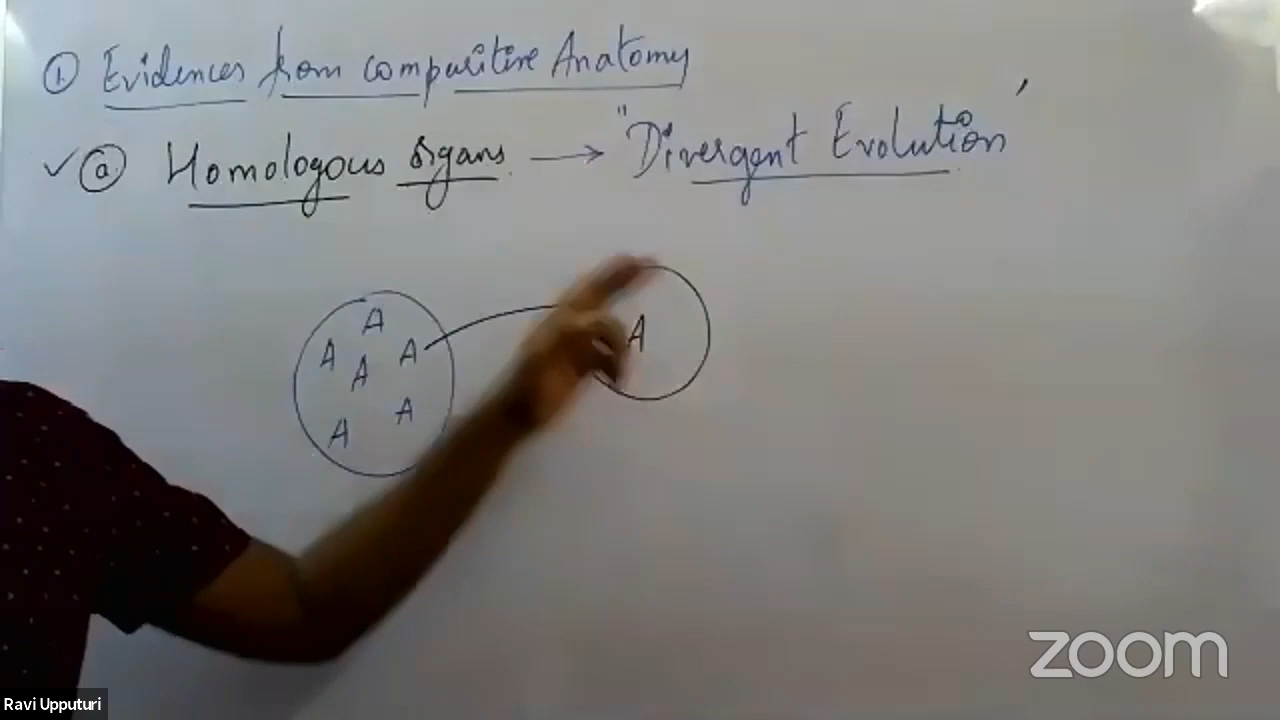 ① Evidences from comparitive Anatomy
✓ ⓐ Homologous organs → "Divergent Evolution"
A
A A
A
A A
A
zoom
Ravi Upputuri